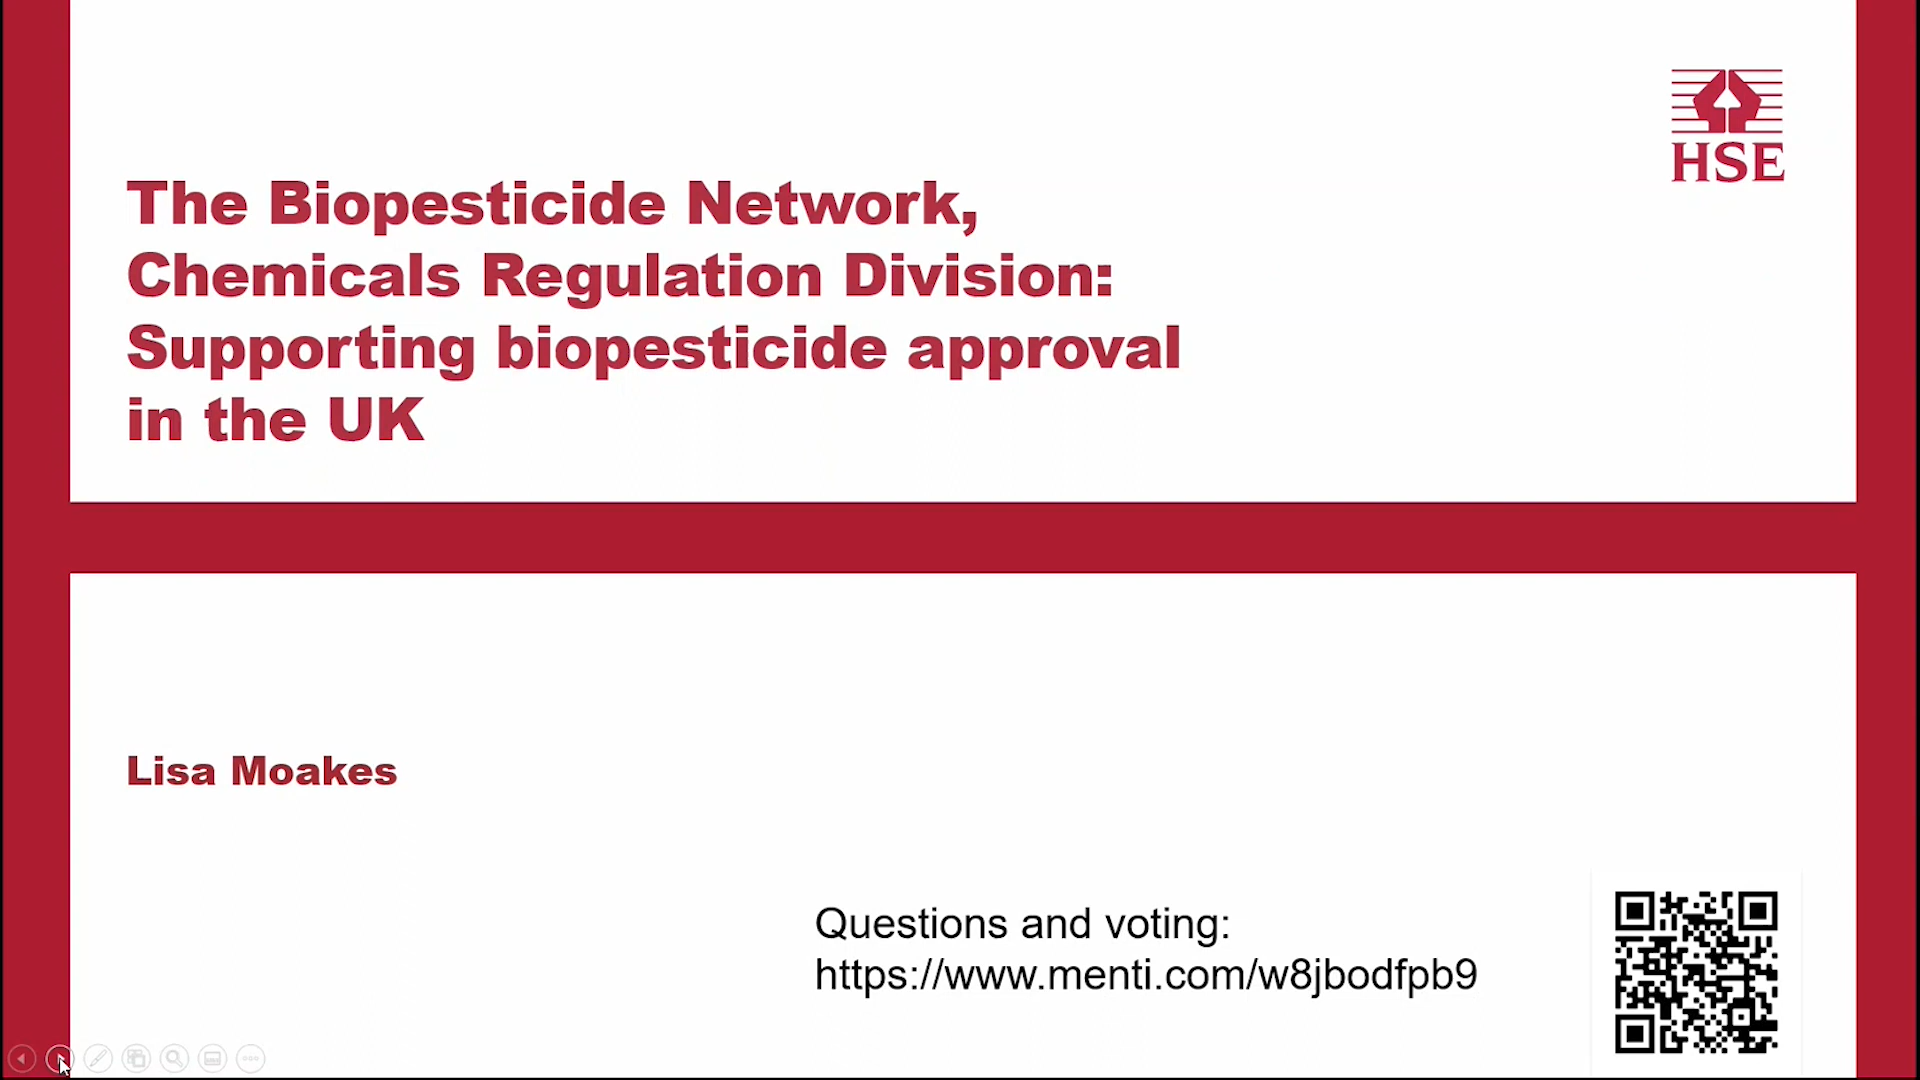 HSE
The Biopesticide Network,
Chemicals Regulation Division:
Supporting biopesticide approval
in the UK
Lisa Moakes
Questions and voting:
https://www.menti.com/w8jbodfpb9